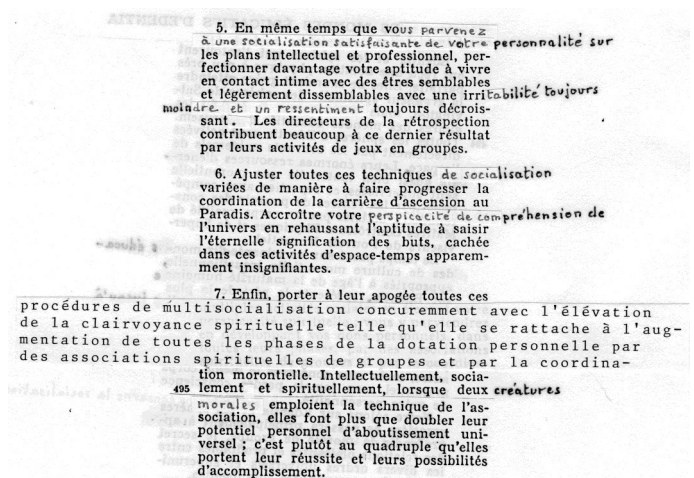 5. En même temps que vous parvenez
à une socialisation satisfaisante de votre personnalité sur
les plans intellectuel et professionnel, per-
fectionner davantage votre aptitude à vivre
en contact intime avec des êtres semblables
et légèrement dissemblables avec une irritabilité toujours
moindre et un ressentiment toujours décrois-
sant. Les directeurs de la rétrospection
contribuent beaucoup à ce dernier résultat
par leurs activités de jeux en groupes.
6. Ajuster toutes ces techniques de socialisation
variées de manière à faire progresser la
coordination de la carrière d'ascension au
Paradis. Accroître votre perspicacité de compréhension de
l'univers en rehaussant l'aptitude à saisir
l'éternelle signification des buts, cachée
dans ces activités d'espace-temps apparem-
ment insignifiantes.
7. Enfin, porter à leur apogée toutes ces
procédures de multisocialisation concuremment avec l'élévation
de la clairvoyance spirituelle telle qu'elle se rattache à l'aug-
mentation de toutes les phases de la dotation personnelle par
des associations spirituelles de groupes et par la coordina-
tion morontielle. Intellectuellement, socia-
495 lement et spirituellement, lorsque deux créatures
morales emploient la technique de l'as-
sociation, elles font plus que doubler leur
potentiel personnel d'aboutissement uni-
versel ; c'est plutôt au quadruple qu'elles
portent leur réussite et leurs possibilités
d'accomplissement.